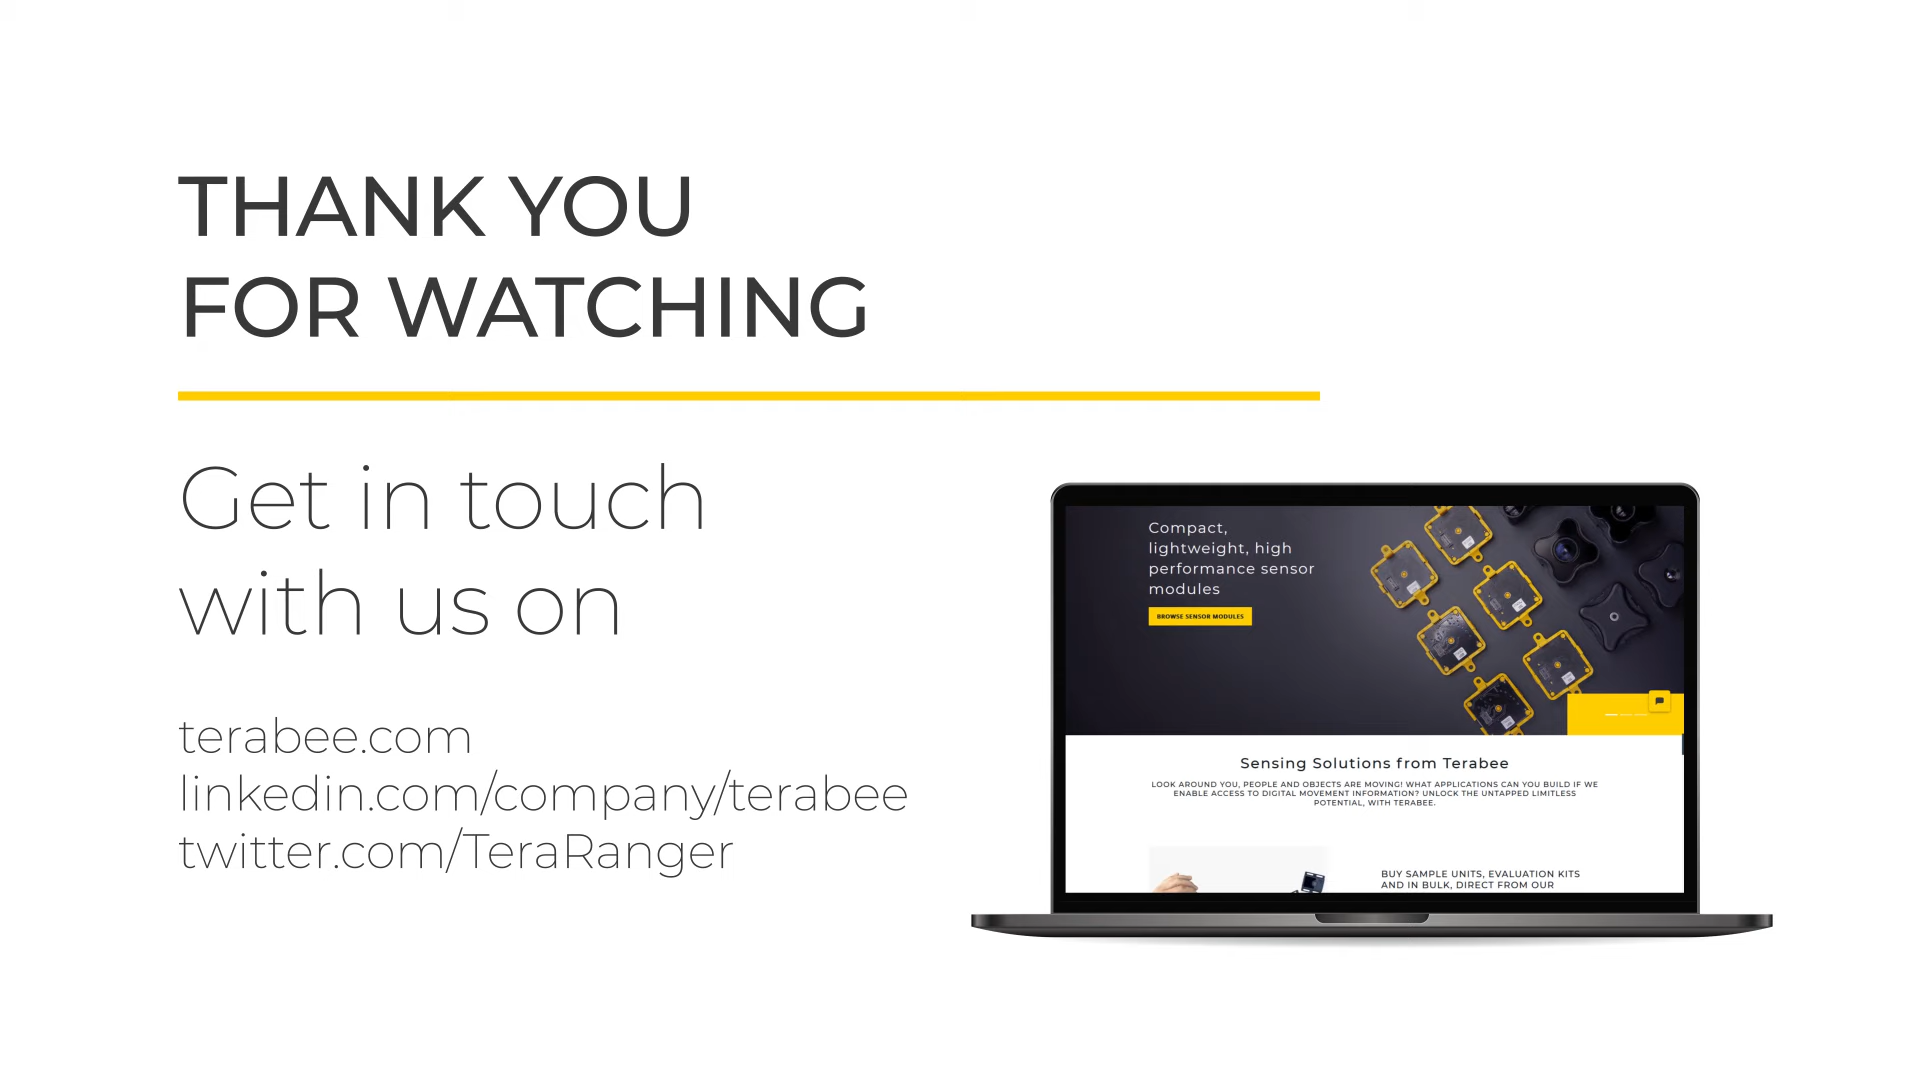 THANK YOU
FOR WATCHING
Get in touch
with us on
terabee.com
linkedin.com/company/terabee
twitter.com/TeraRanger
Compact,
lightweight, high
performance sensor
modules
BROWSE SENSOR MODULES
Sensing Solutions from Terabee
LOOK AROUND YOU, PEOPLE AND OBJECTS ARE MOVING! WHAT APPLICATIONS CAN YOU BUILD IF WE
ENABLE ACCESS TO DIGITAL MOVEMENT INFORMATION? UNLOCK THE UNTAPPED LIMITLESS
POTENTIAL, WITH TERABEE.
BUY SAMPLE UNITS, EVALUATION KITS
AND IN BULK, DIRECT FROM OUR